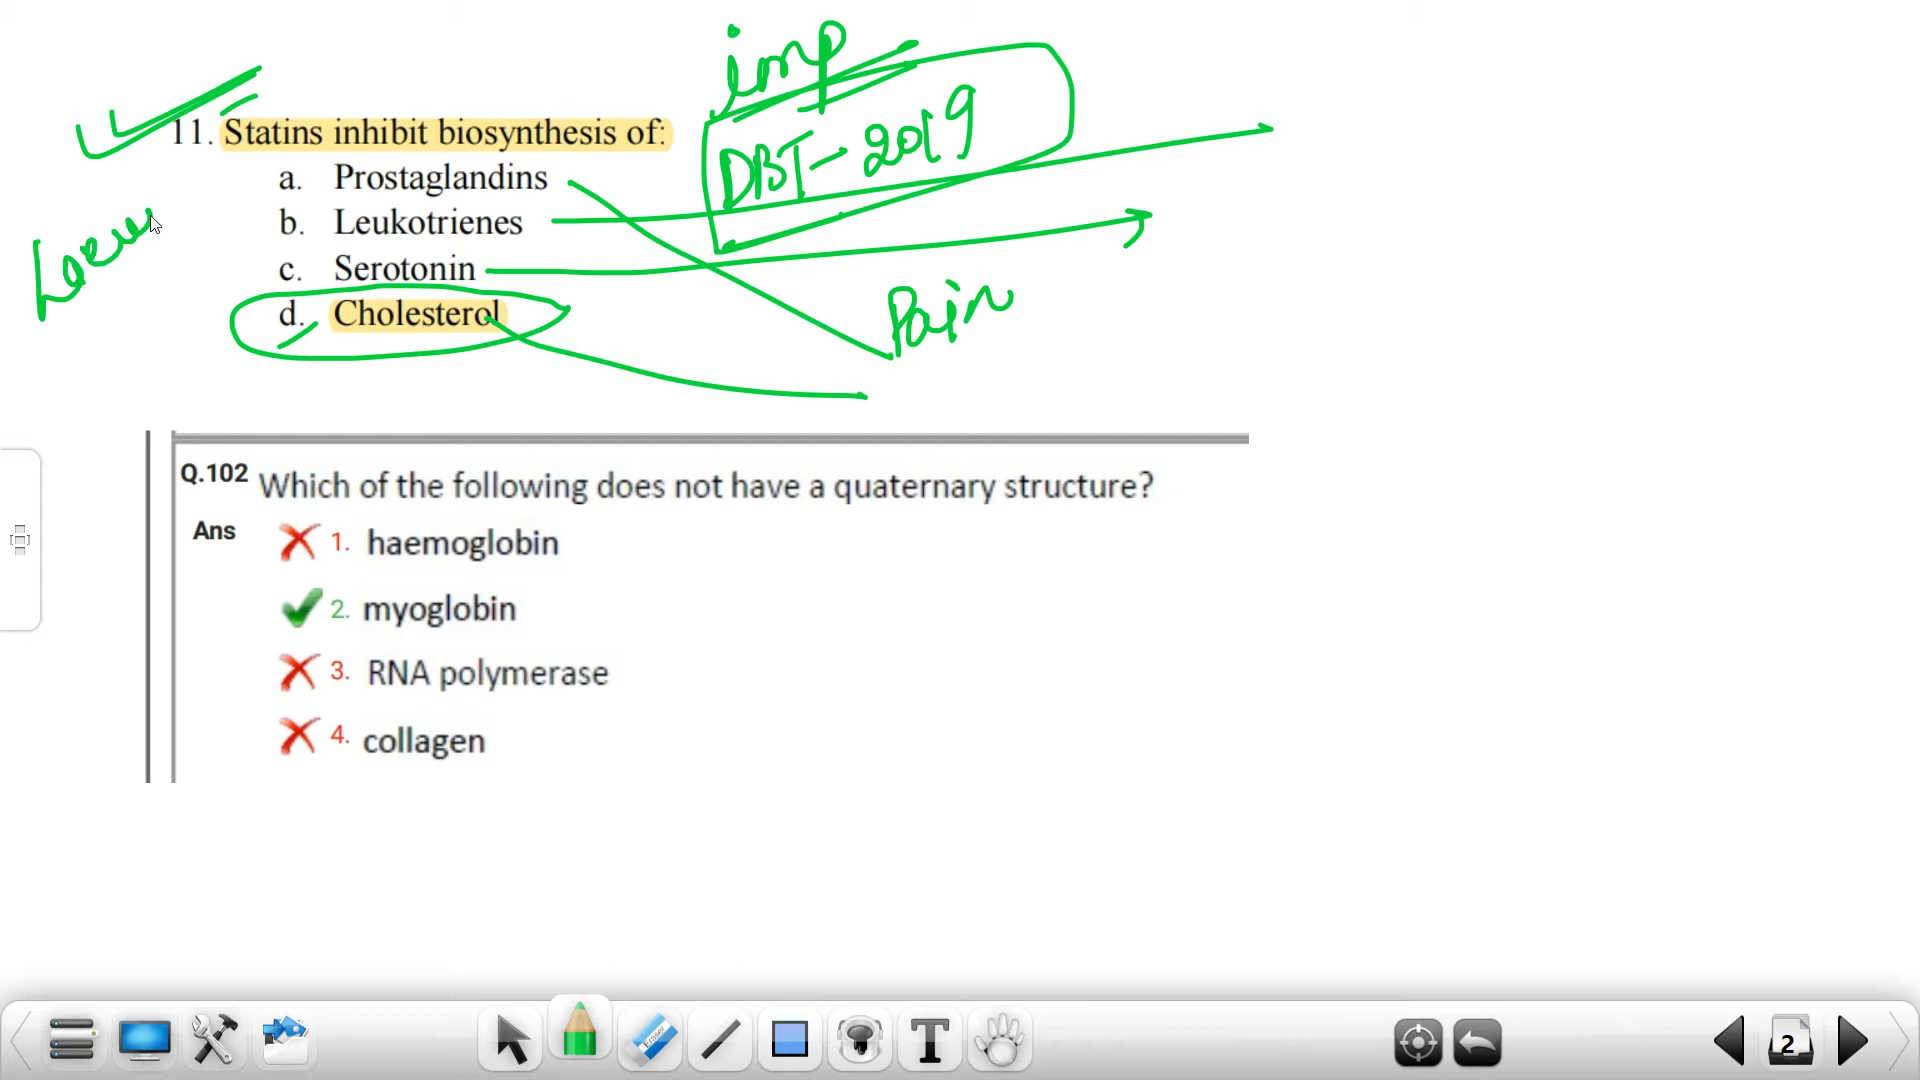 imp
DBT-2019
11. Statins inhibit biosynthesis of:
a. Prostaglandins
b. Leukotrienes
c. Serotonin
d. Cholesterol
Pain
Q.102 Which of the following does not have a quaternary structure?
Ans
1. haemoglobin
2. myoglobin
3. RNA polymerase
4. collagen
Eraser
T
2